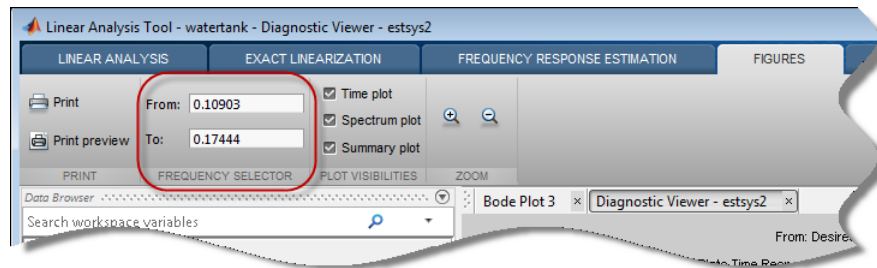 Linear Analysis Tool - watertank - Diagnostic Viewer - estsys2
LINEAR ANALYSIS EXACT LINEARIZATION FREQUENCY RESPONSE ESTIMATION FIGURES
Print
Print preview
PRINT
From: 0.10903
To: 0.17444
FREQUENCY SELECTOR
Time plot
Spectrum plot
Summary plot
PLOT VISIBILITIES
ZOOM
Data Browser
Search workspace variables
Bode Plot 3 × Diagnostic Viewer - estsys2 ×
From: